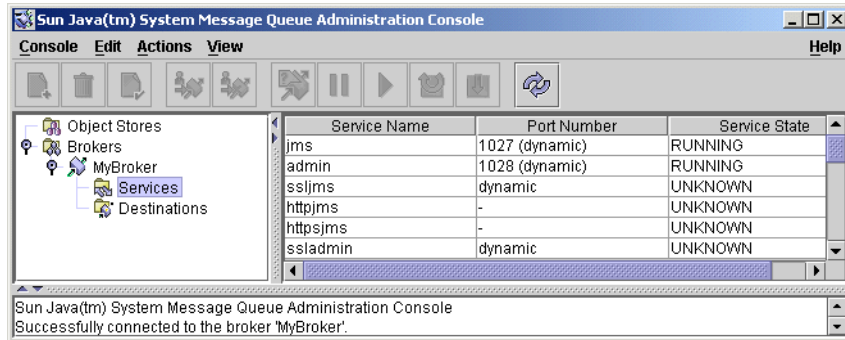 Sun Java(tm) System Message Queue Administration Console
Console Edit Actions View Help
Object Stores
Brokers
MyBroker
Services
Destinations
Service Name Port Number Service State
jms 1027 (dynamic) RUNNING
admin 1028 (dynamic) RUNNING
ssljms dynamic UNKNOWN
httpjms - UNKNOWN
httpsjms - UNKNOWN
ssladmin dynamic UNKNOWN
Sun Java(tm) System Message Queue Administration Console
Successfully connected to the broker 'MyBroker'.